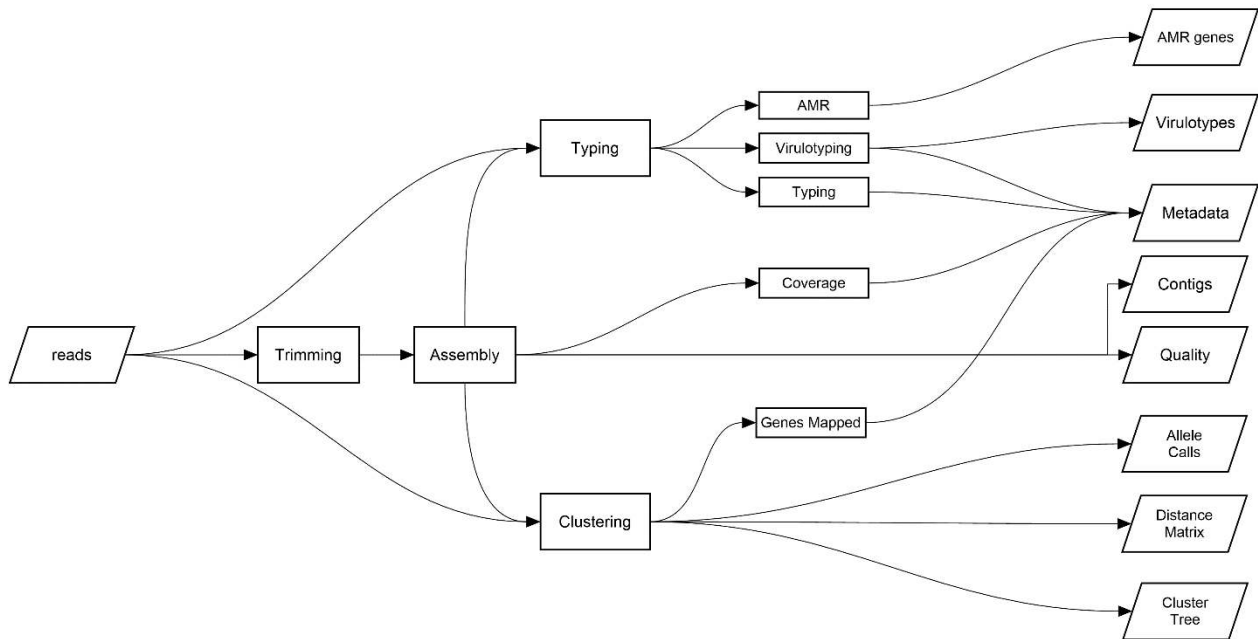 AMR genes
AMR
Virulotypes
Typing
Virulotyping
Typing
Metadata
Coverage
Contigs
reads
Trimming
Assembly
Quality
Genes Mapped
Allele
Calls
Clustering
Distance
Matrix
Cluster
Tree